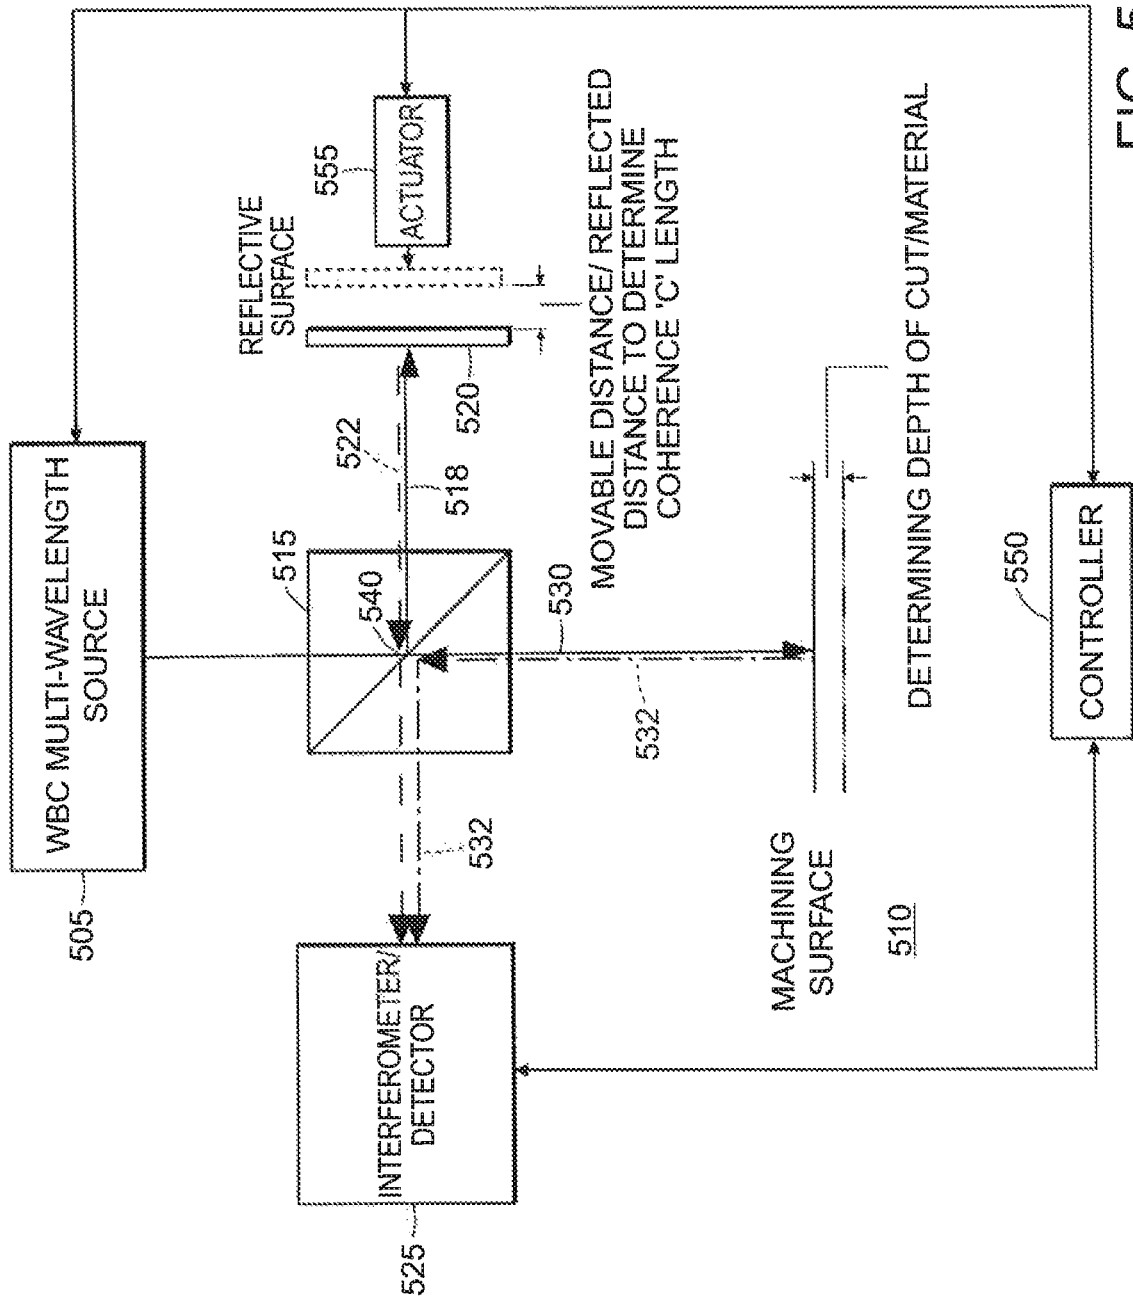 WBC MULTI-WAVELENGTH
SOURCE
505
REFLECTIVE
SURFACE
555
ACTUATOR
515
540
522
518
520
MOVABLE DISTANCE/ REFLECTED
DISTANCE TO DETERMINE
COHERENCE 'C' LENGTH
INTERFEROMETER/
DETECTOR
525
532
530
532
MACHINING
SURFACE
510
DETERMINING DEPTH OF CUT/MATERIAL
CONTROLLER
550
FIG. 5